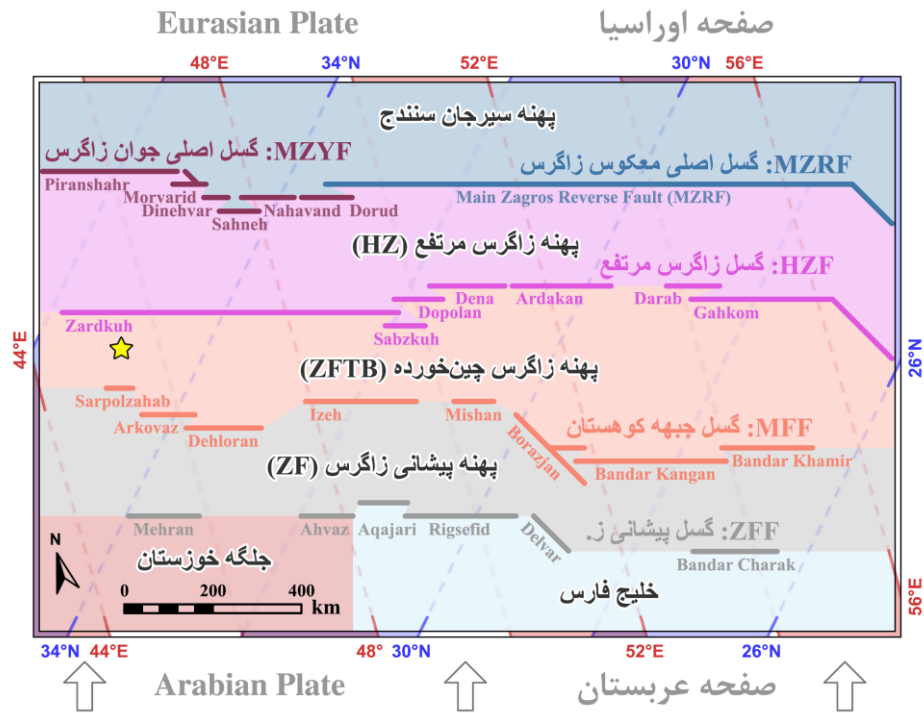 Eurasian Plate
صفحه اوراسیا
48°E
34°N
52°E
30°N
56°E
پهنه سیرجان سنندج
MZYF: گسل اصلی جوان زاگرس
MZRF: گسل اصلی معکوس زاگرس
Piranshahr
Morvarid
Dinehvar
Sahneh
Nahavand
Dorud
Main Zagros Reverse Fault (MZRF)
پهنه زاگرس مرتفع (HZ)
HZF: گسل زاگرس مرتفع
Dena
Ardakan
Darab
Dopolan
Gahkom
Zardkuh
Sabzkuh
44°E
26°N
پهنه زاگرس چین‌خورده (ZFTB)
Sarpolzahab
Arkovaz
Dehloran
Izeh
Mishan
Borazjan
MFF: گسل جبهه کوهستان
Bandar Kangan
Bandar Khamir
پهنه پیشانی زاگرس (ZF)
Mehran
Ahvaz
Aqajari
Rigsefid
Delvar
ZFF: گسل پیشانی ز.
Bandar Charak
N
جلگه خوزستان
0 200 400
km
خلیج فارس
56°E
34°N
44°E
48°
30°N
52°E
26°N
Arabian Plate
صفحه عربستان